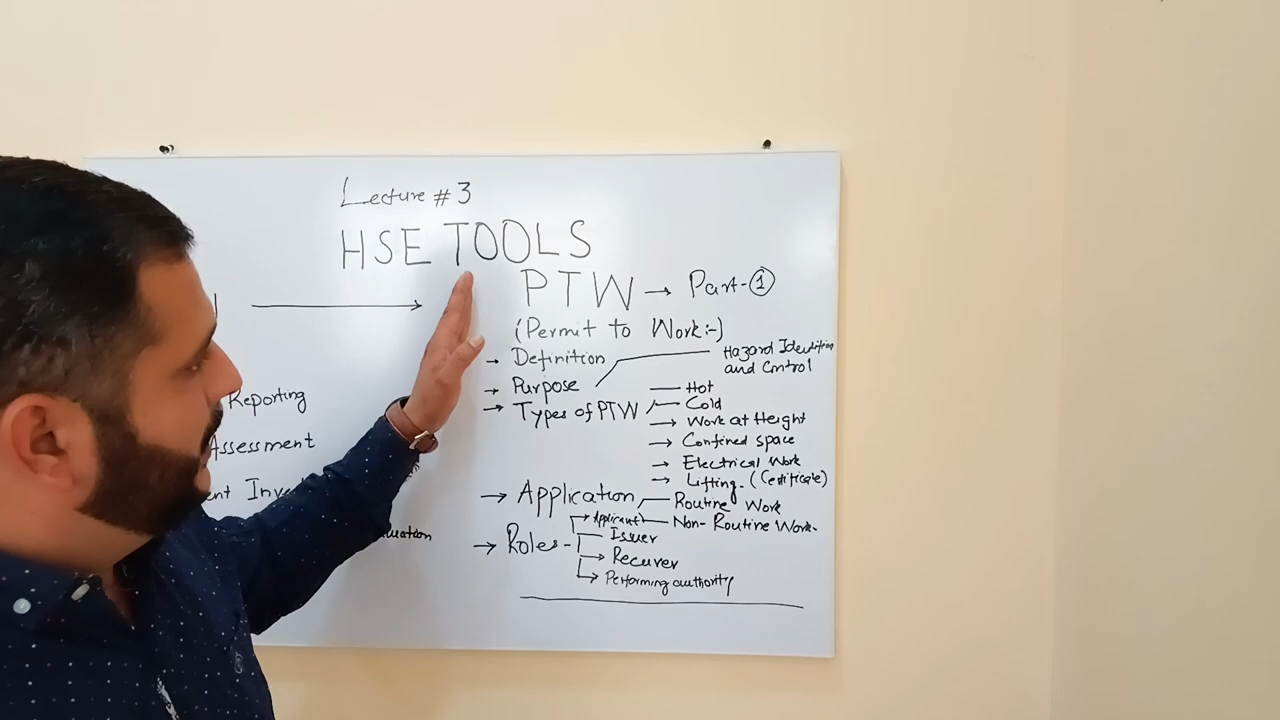 Lecture # 3
HSE TOOLS
PTW → Part-①
(Permit to Work:-)
→ Definition
→ Purpose
Hazard Identifition
and Control
→ Types of PTW
Hot
Cold
→ Work at Height
→ Confined space
→ Electrical Work
→ Lifting. (Certificate)
→ Application
Routine Work
Non-Routine Work-
→ Roles-
→ Applicant
Issuer
→ Reciever
→ Performing authority
Reporting
Assessment